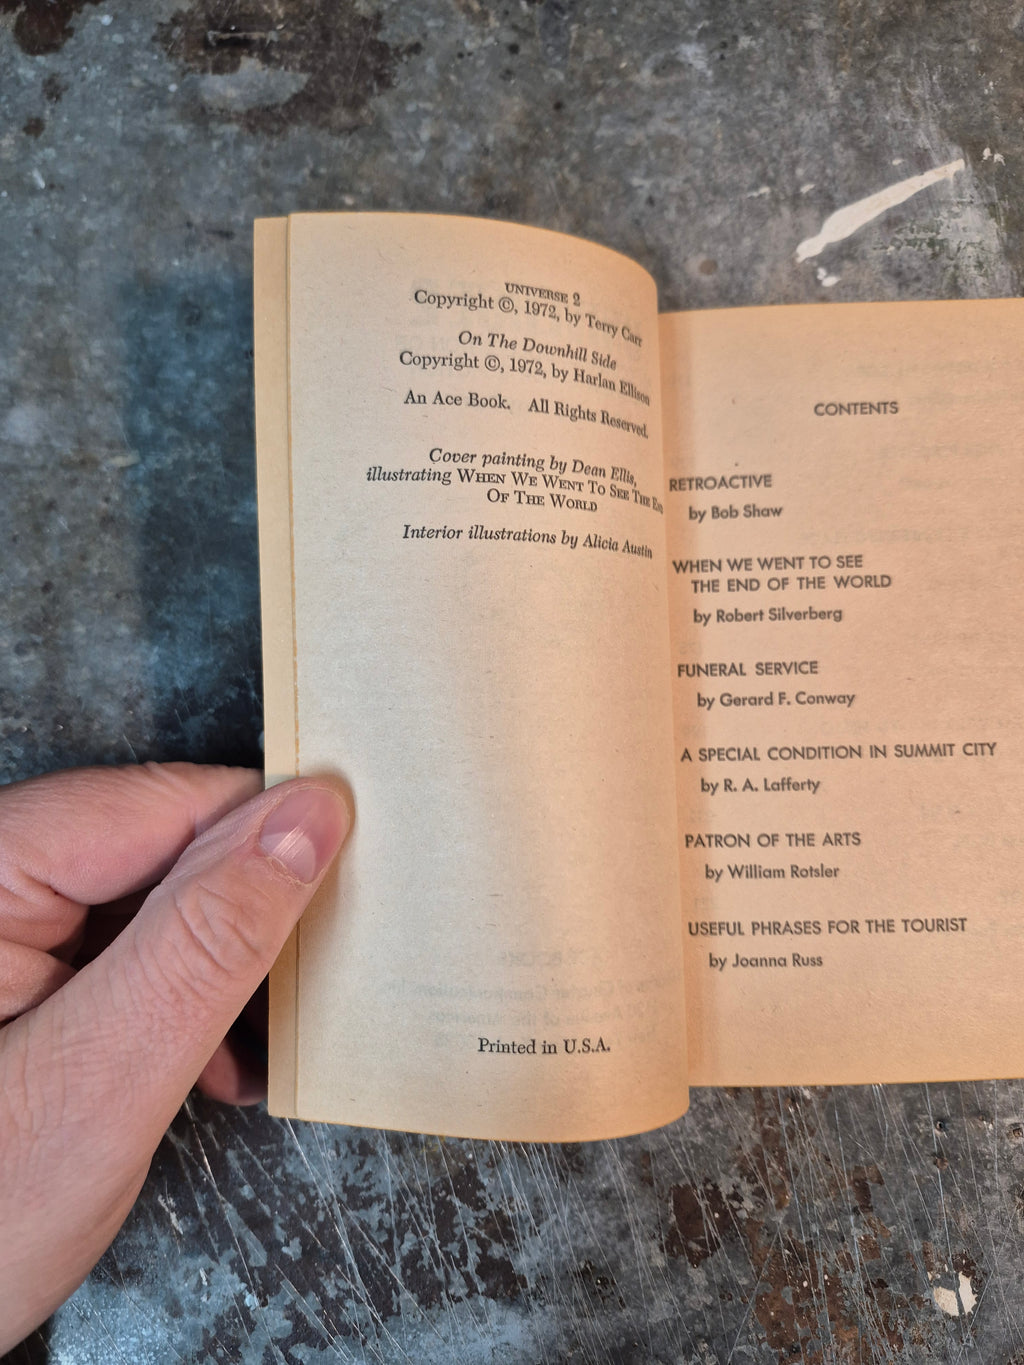 UNIVERSE 2
Copyright ©, 1972, by Terry Carr
On The Downhill Side
Copyright ©, 1972, by Harlan Ellison
An Ace Book. All Rights Reserved.
Cover painting by Dean Ellis,
illustrating WHEN WE WENT TO SEE THE END
OF THE WORLD
Interior illustrations by Alicia Austin
Printed in U.S.A.
CONTENTS
RETROACTIVE
by Bob Shaw
WHEN WE WENT TO SEE
THE END OF THE WORLD
by Robert Silverberg
FUNERAL SERVICE
by Gerard F. Conway
A SPECIAL CONDITION IN SUMMIT CITY
by R. A. Lafferty
PATRON OF THE ARTS
by William Rotsler
USEFUL PHRASES FOR THE TOURIST
by Joanna Russ